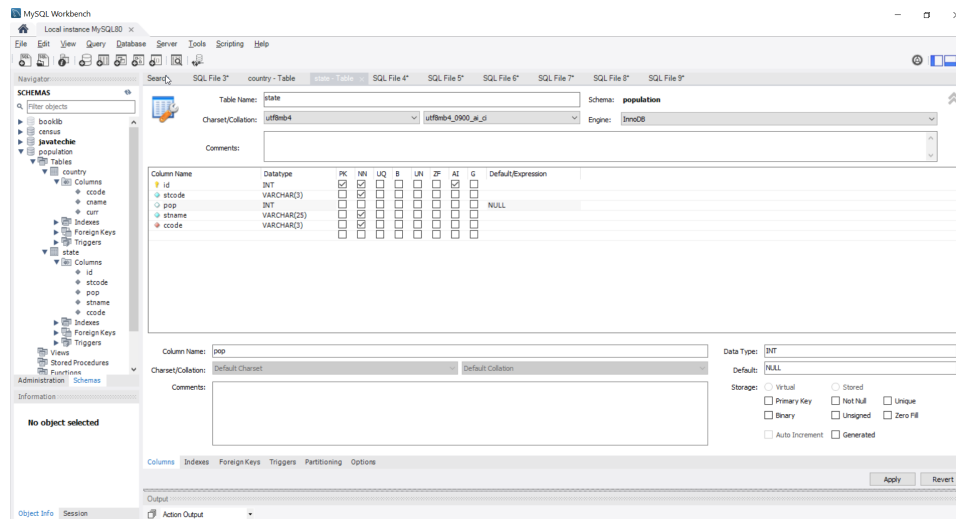 MySQL Workbench
Local instance MySQL80 ×
File Edit View Query Database Server Tools Scripting Help
Navigator
SCHEMAS
Filter objects
booklib
census
javatechie
population
Tables
country
Columns
ccode
cname
curr
Indexes
Foreign Keys
Triggers
state
Columns
id
stcode
pop
stname
ccode
Indexes
Foreign Keys
Triggers
Views
Stored Procedures
Functions
Administration Schemas
Information
No object selected
Object Info Session
Search SQL File 3* country - Table state - Table × SQL File 4* SQL File 5* SQL File 6* SQL File 7* SQL File 8* SQL File 9*
Table Name: state Schema: population
Charset/Collation: utf8mb4 utf8mb4_0900_ai_ci Engine: InnoDB
Comments:
Column Name Datatype PK NN UQ B UN ZF AI G Default/Expression
id INT
stcode VARCHAR(3)
pop INT NULL
stname VARCHAR(25)
ccode VARCHAR(3)
Column Name: pop Data Type: INT
Charset/Collation: Default Charset Default Collation Default: NULL
Comments: Storage: Virtual Stored
Primary Key Not Null Unique
Binary Unsigned Zero Fill
Auto Increment Generated
Columns Indexes Foreign Keys Triggers Partitioning Options
Apply Revert
Output
Action Output